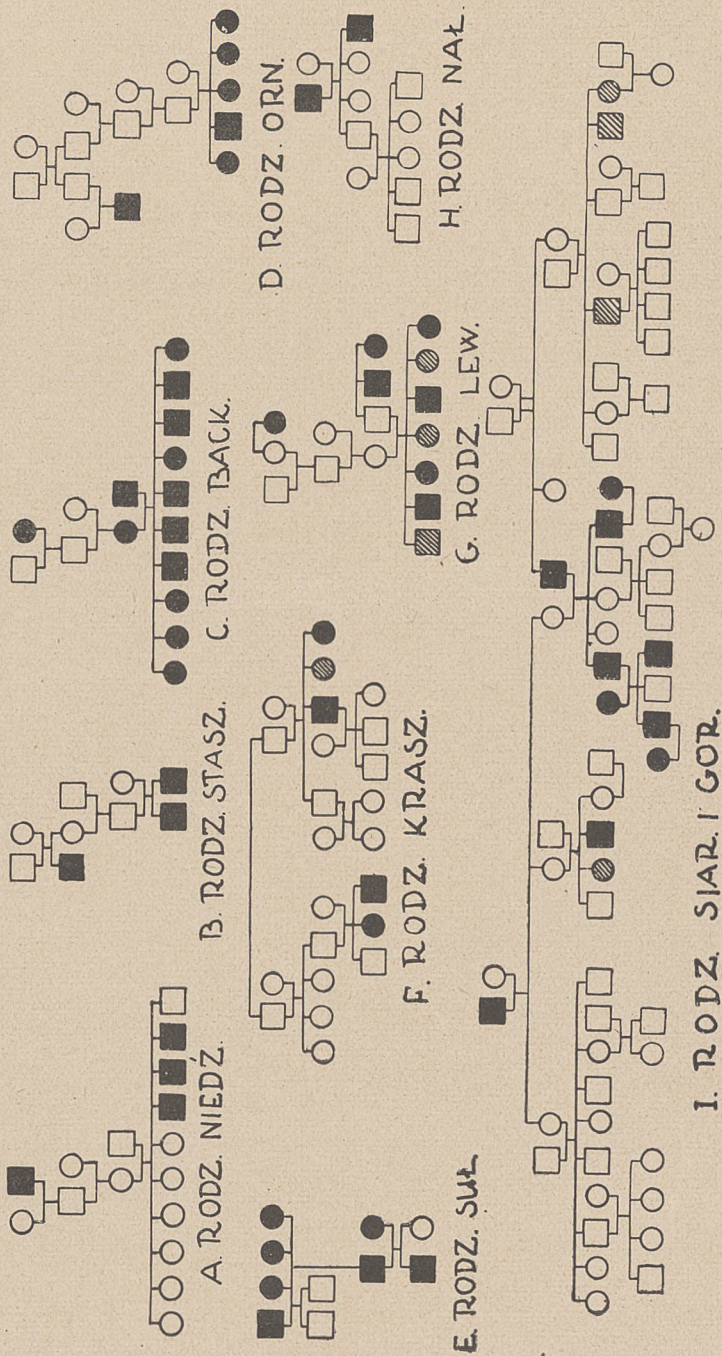 A. RODZ. NIEDŹ.
B. RODZ. STASZ.
C. RODZ. BACK.
D. RODZ. ORN.
E. RODZ. SUŁ.
F. RODZ. KRASZ.
G. RODZ. LEW.
H. RODZ. NAŁ.
I. RODZ. SIAR. I GOR.